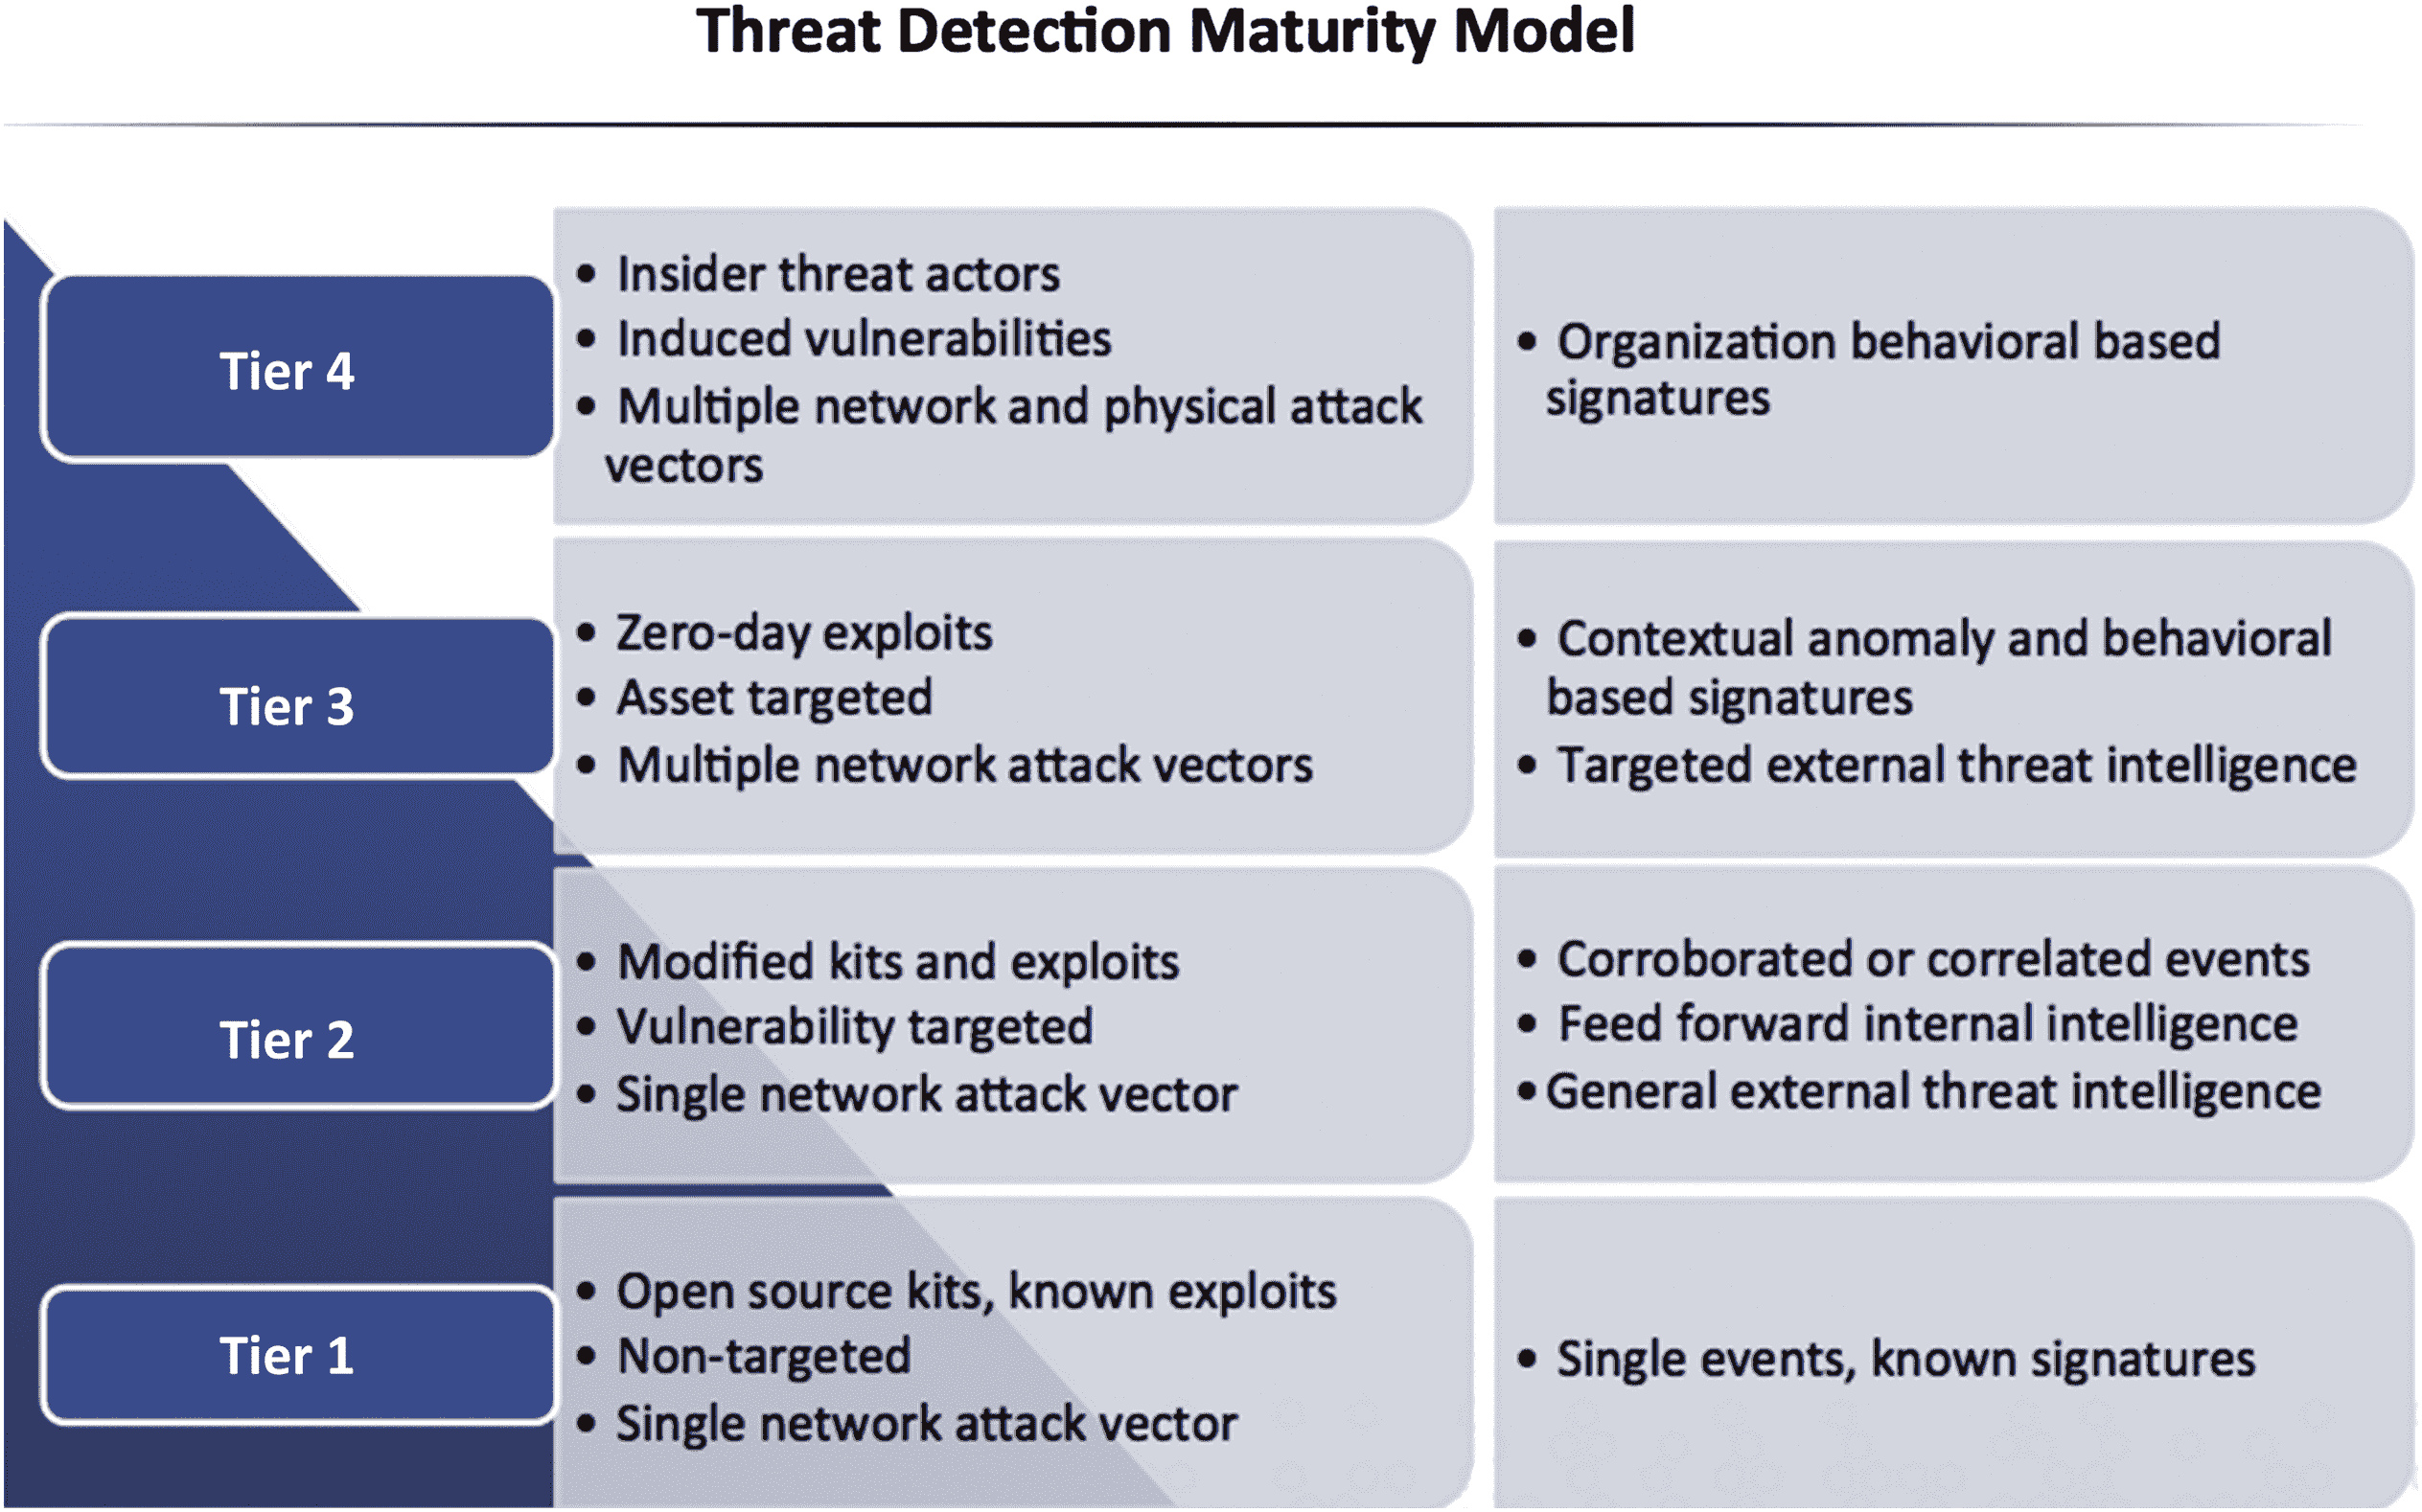 Threat Detection Maturity Model
Tier 4
• Insider threat actors
• Induced vulnerabilities
• Multiple network and physical attack
vectors
• Organization behavioral based
signatures
Tier 3
• Zero-day exploits
• Asset targeted
• Multiple network attack vectors
• Contextual anomaly and behavioral
based signatures
• Targeted external threat intelligence
Tier 2
• Modified kits and exploits
• Vulnerability targeted
• Single network attack vector
• Corroborated or correlated events
• Feed forward internal intelligence
• General external threat intelligence
Tier 1
• Open source kits, known exploits
• Non-targeted
• Single network attack vector
• Single events, known signatures